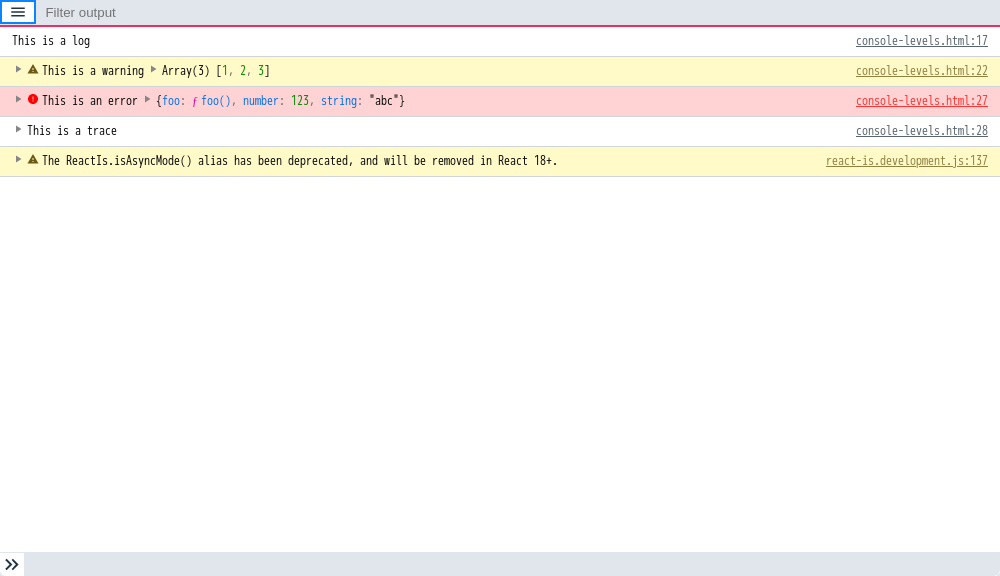 Filter output
This is a log console-levels.html:17
This is a warning Array(3) [1, 2, 3] console-levels.html:22
This is an error {foo: ƒ foo(), number: 123, string: "abc"} console-levels.html:27
This is a trace console-levels.html:28
The ReactIs.isAsyncMode() alias has been deprecated, and will be removed in React 18+. react-is.development.js:137